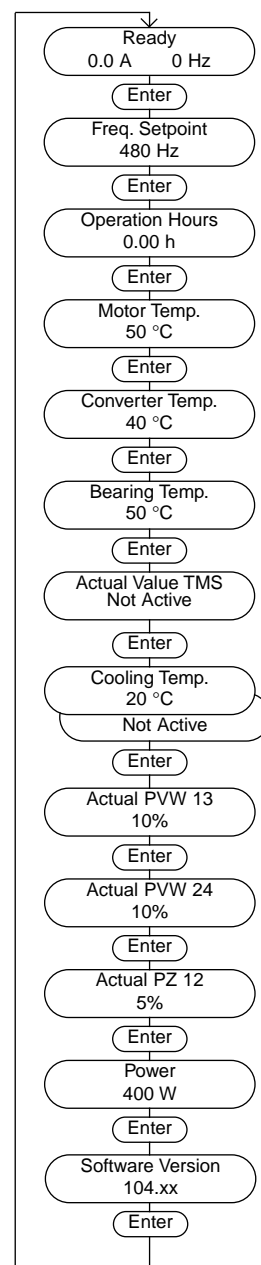 Ready
0.0 A 0 Hz
Enter
Freq. Setpoint
480 Hz
Enter
Operation Hours
0.00 h
Enter
Motor Temp.
50 °C
Enter
Converter Temp.
40 °C
Enter
Bearing Temp.
50 °C
Enter
Actual Value TMS
Not Active
Enter
Cooling Temp.
20 °C
Not Active
Enter
Actual PVW 13
10%
Enter
Actual PVW 24
10%
Enter
Actual PZ 12
5%
Enter
Power
400 W
Enter
Software Version
104.xx
Enter